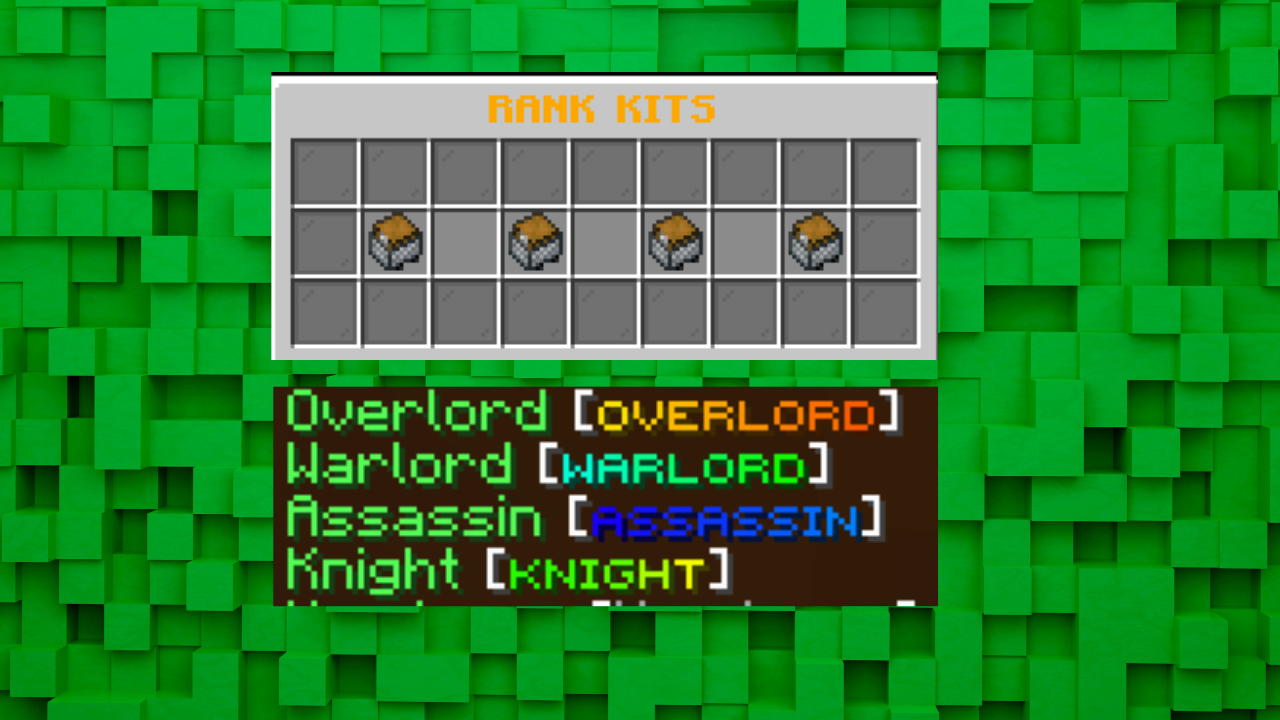 RANK KITS
Overlord [OVERLORD]
Warlord [WARLORD]
Assassin [ASSASSIN]
Knight [KNIGHT]